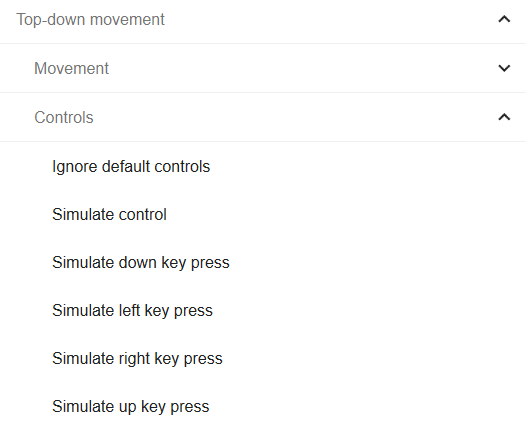 Top-down movement
Movement
Controls
Ignore default controls
Simulate control
Simulate down key press
Simulate left key press
Simulate right key press
Simulate up key press